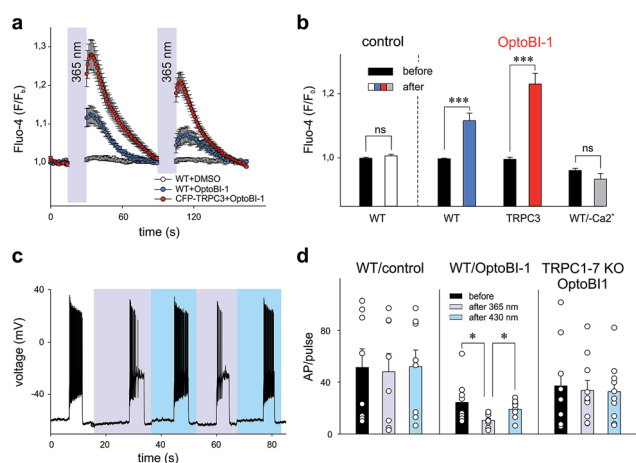 a
365 nm
365 nm
1,3
1,2
1,1
1,0
Fluo-4 (F/F₀)
0
60
120
time (s)
WT+DMSO
WT+OptoBI-1
CFP-TRPC3+OptoBI-1
b
control
OptoBI-1
before
after
ns
***
***
ns
1,2
1,0
Fluo-4 (F/F₀)
WT
WT
TRPC3
WT/-Ca2⁺
c
40
0
-40
voltage (mV)
0
20
40
60
80
time (s)
d
WT/control
WT/OptoBI-1
TRPC1-7 KO
OptoBI1
before
after 365 nm
after 430 nm
*
*
120
80
40
0
AP/pulse